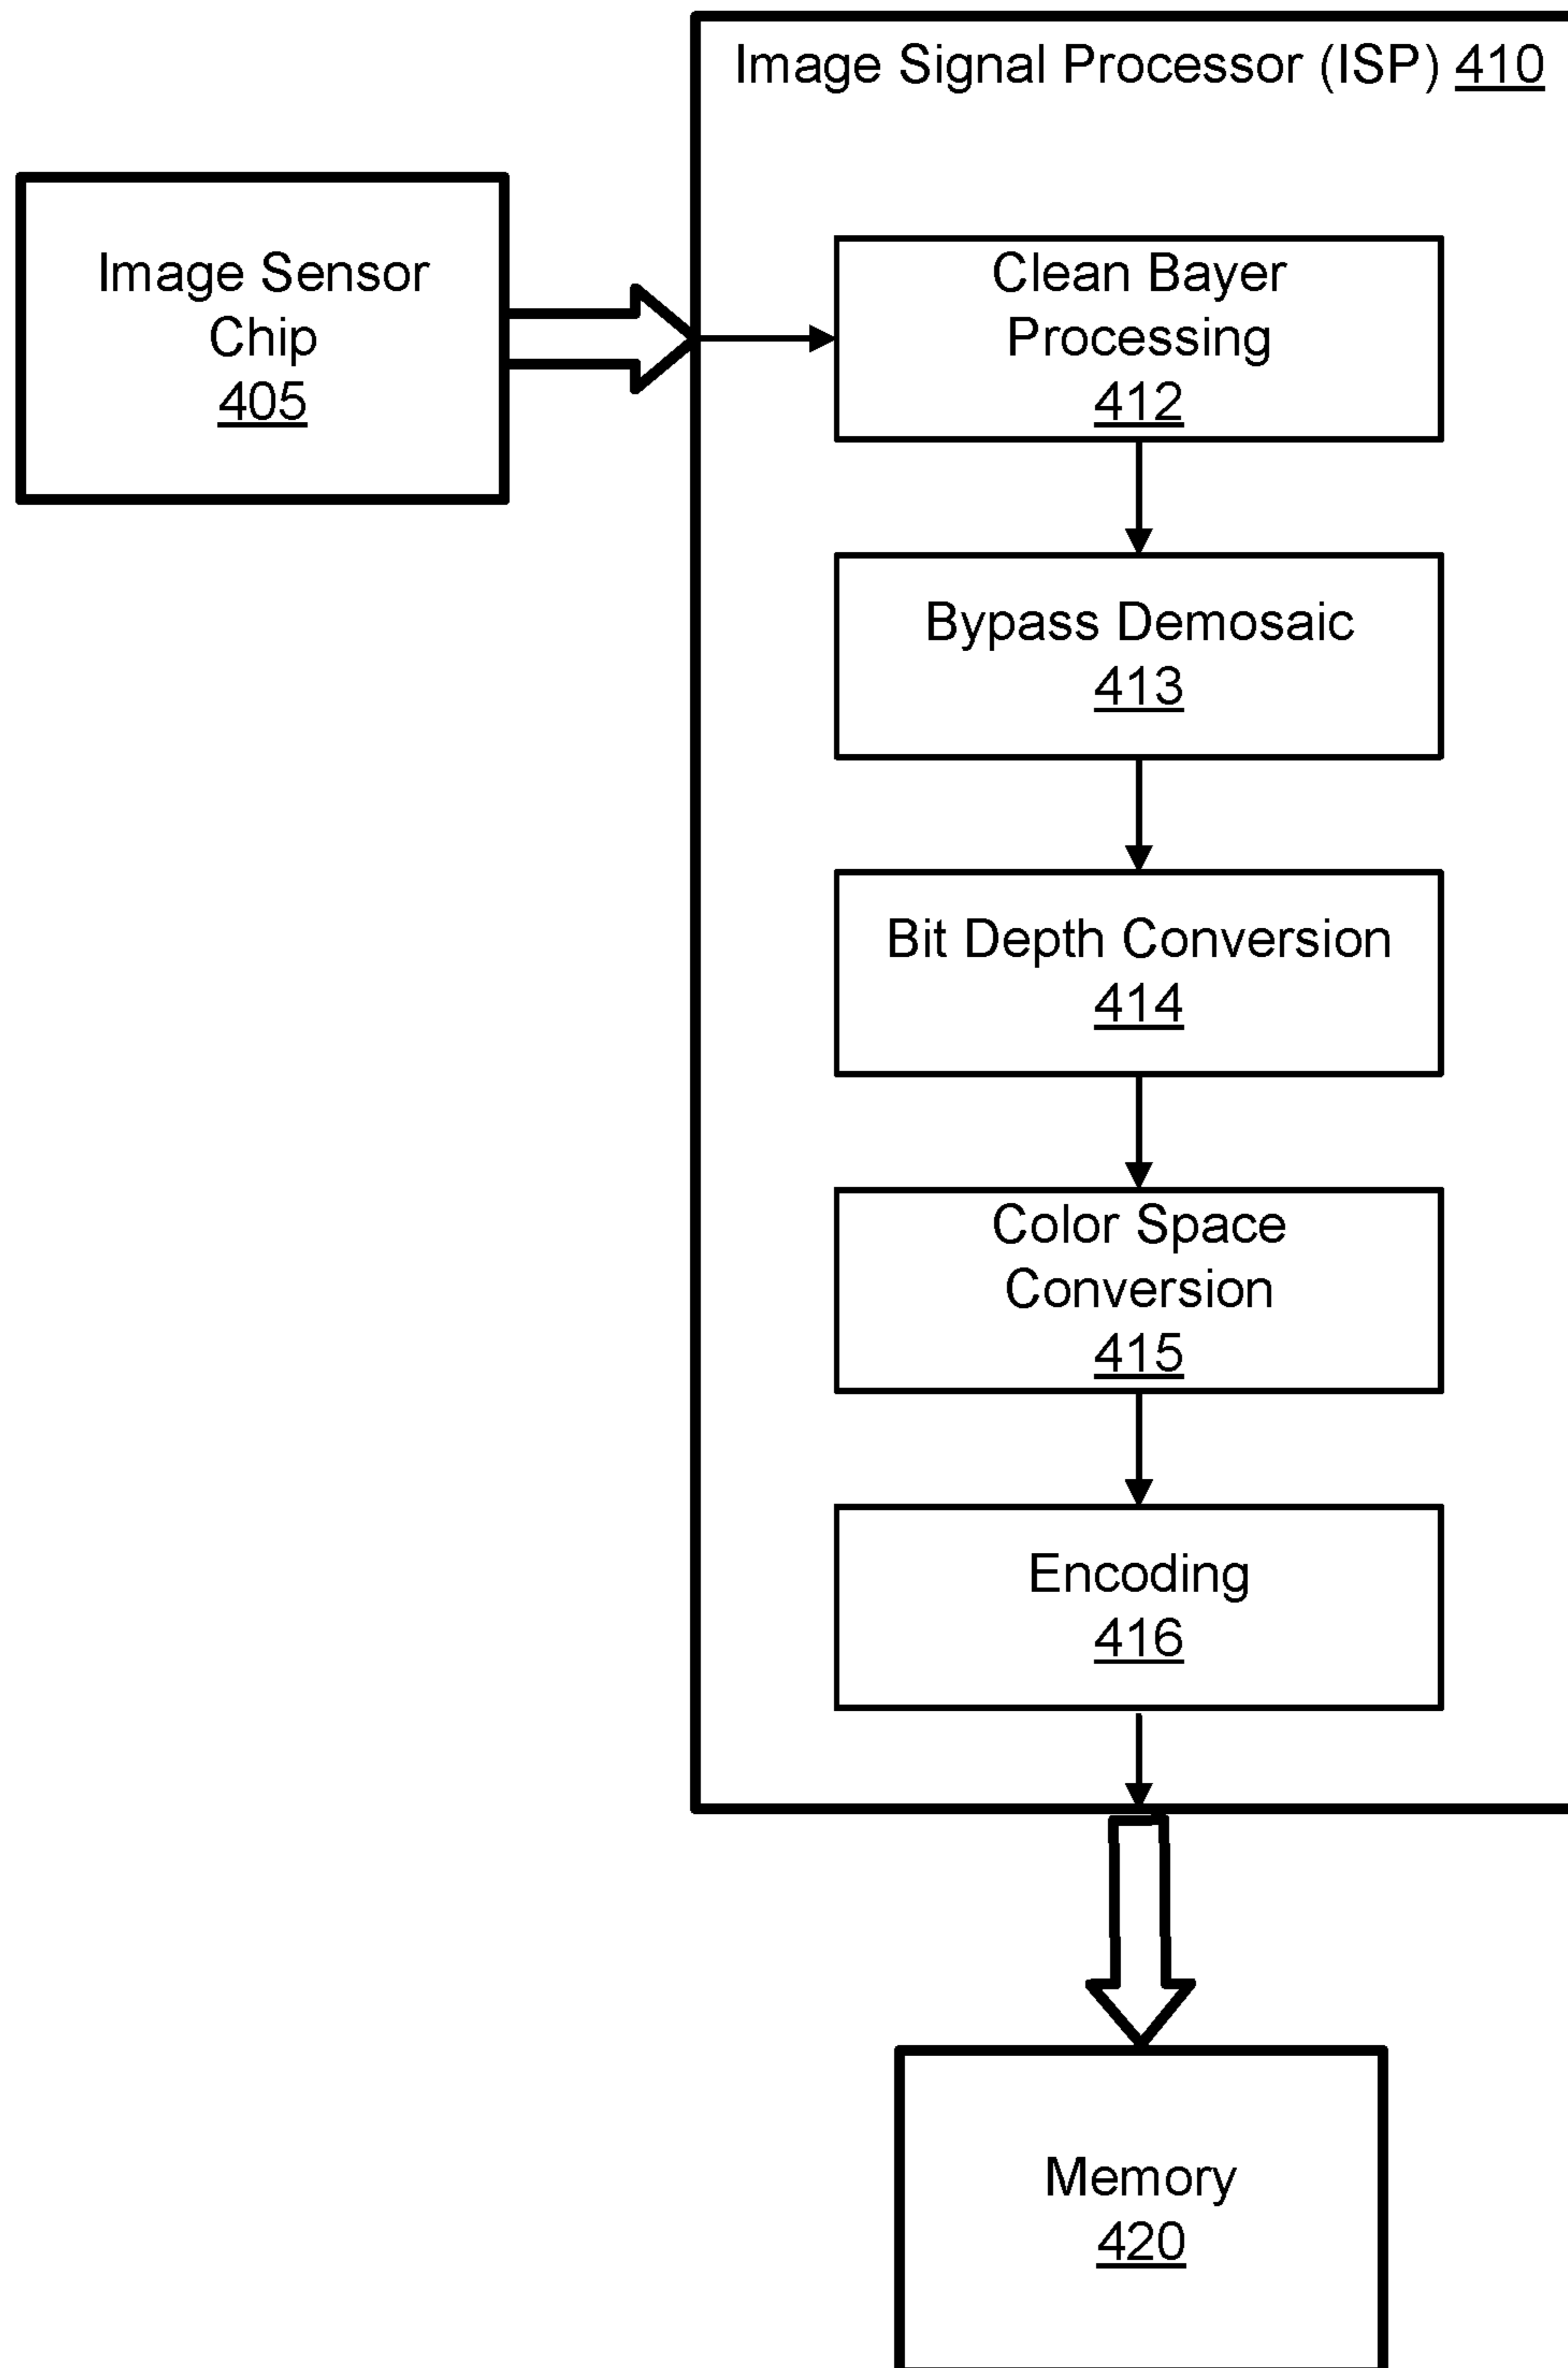 Image Signal Processor (ISP) 410
Image Sensor
Chip
405
Clean Bayer
Processing
412
Bypass Demosaic
413
Bit Depth Conversion
414
Color Space
Conversion
415
Encoding
416
Memory
420